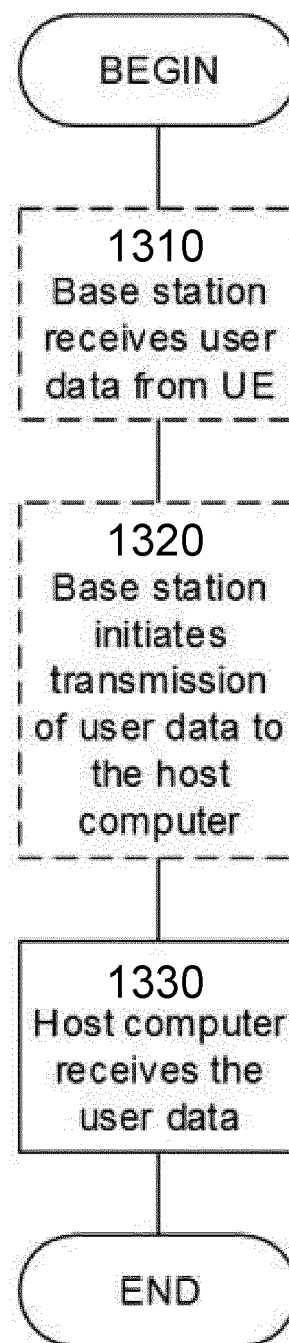 BEGIN
1310
Base station
receives user
data from UE
1320
Base station
initiates
transmission
of user data to
the host
computer
1330
Host computer
receives the
user data
END